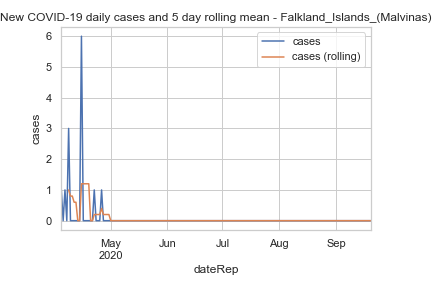 New COVID-19 daily cases and 5 day rolling mean - Falkland_Islands_(Malvinas)
cases
cases (rolling)
6
5
4
3
2
1
0
cases
May
2020
Jun
Jul
Aug
Sep
dateRep